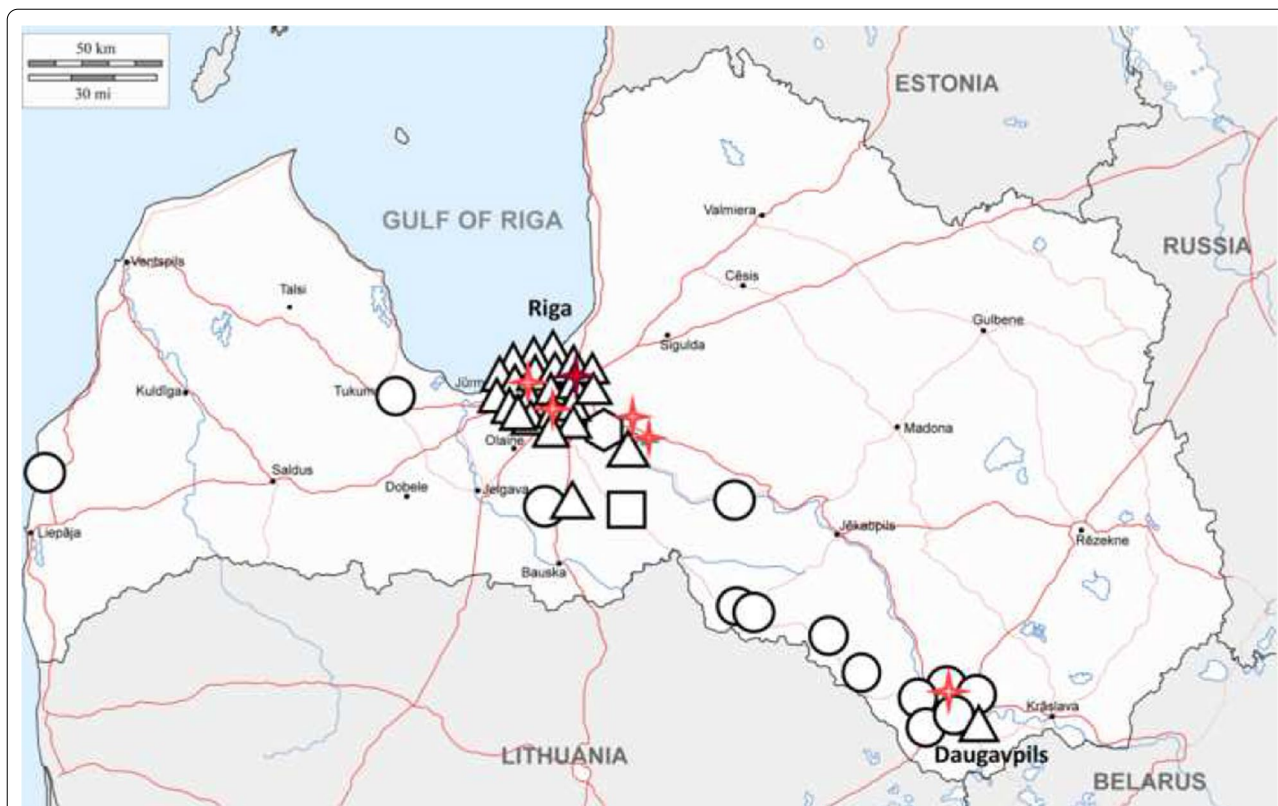 50 km
30 mi
ESTONIA
Valmiera
GULF OF RIGA
RUSSIA
Ventspils
Cēsis
Talsi
Riga
Gulbene
Sigulda
Jūrm
Kuldīga
Tukum
Madona
Olaine
Saldus
Dobele
Jelgava
Liepāja
Jēkabpils
Rēzekne
Bauska
Krāslava
LITHUANIA
Daugavpils
BELARUS